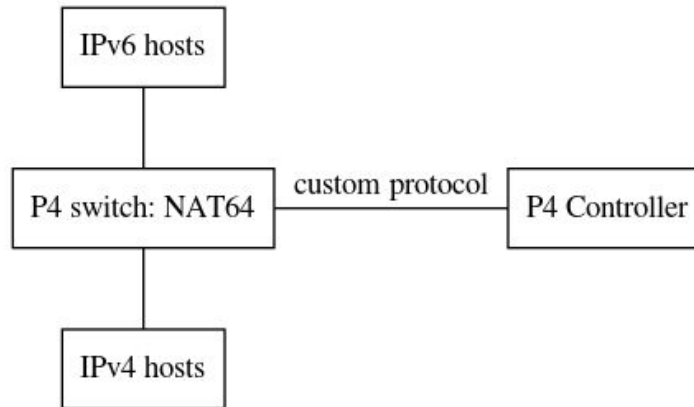 IPv6 hosts
P4 switch: NAT64
custom protocol
P4 Controller
IPv4 hosts